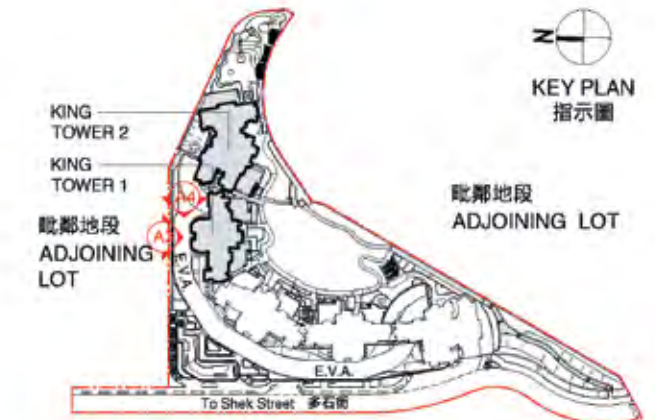 N
KEY PLAN
指示圖
KING
TOWER 2
KING
TOWER 1
A4
毗鄰地段
ADJOINING
LOT
毗鄰地段
ADJOINING LOT
E.V.A.
E.V.A.
To Shek Street 多石街